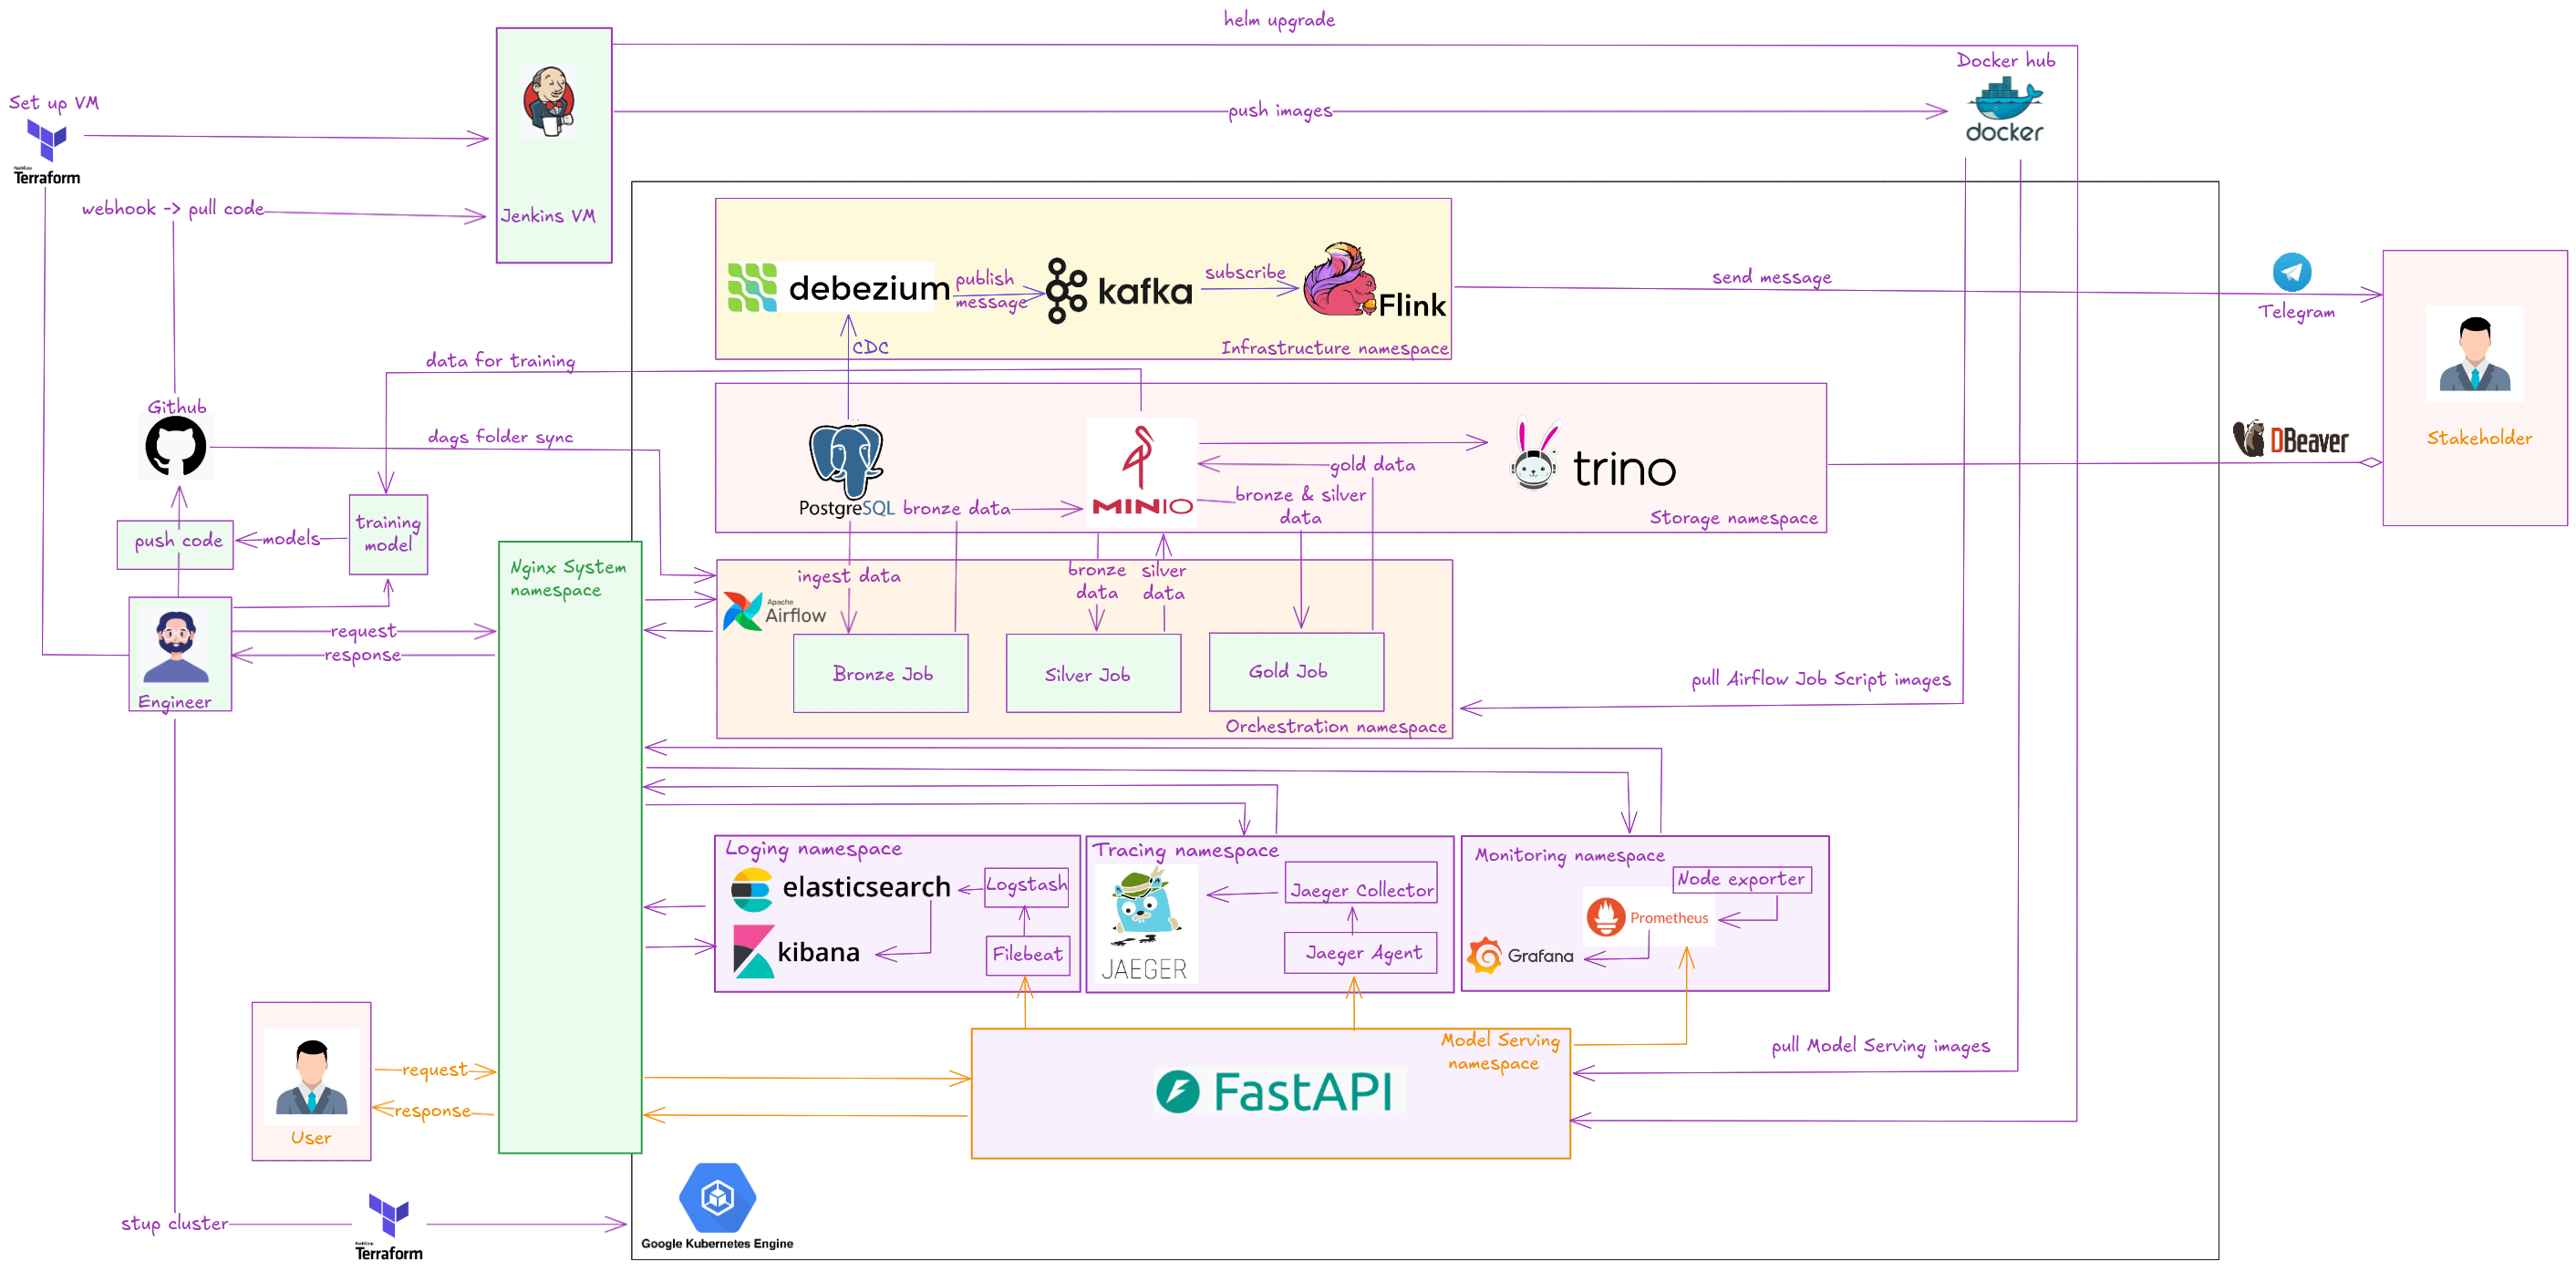 helm upgrade
Docker hub
docker
Set up VM
HashiCorp
Terraform
push images
webhook -> pull code
Jenkins VM
debezium
publish
message
kafka
subscribe
Flink
CDC
Infrastructure namespace
send message
Telegram
data for training
Github
dags folder sync
PostgreSQL
bronze data
MINIO
gold data
bronze & silver
data
trino
Storage namespace
DBeaver
Stakeholder
push code
models
training
model
Nginx System
namespace
ingest data
bronze
data
silver
data
Apache
Airflow
request
response
Engineer
Bronze Job
Silver Job
Gold Job
Orchestration namespace
pull Airflow Job Script images
Loging namespace
elasticsearch
Logstash
kibana
Filebeat
Tracing namespace
JAEGER
Jaeger Collector
Jaeger Agent
Monitoring namespace
Node exporter
Prometheus
Grafana
Model Serving
namespace
FastAPI
pull Model Serving images
request
response
User
stup cluster
HashiCorp
Terraform
Google Kubernetes Engine